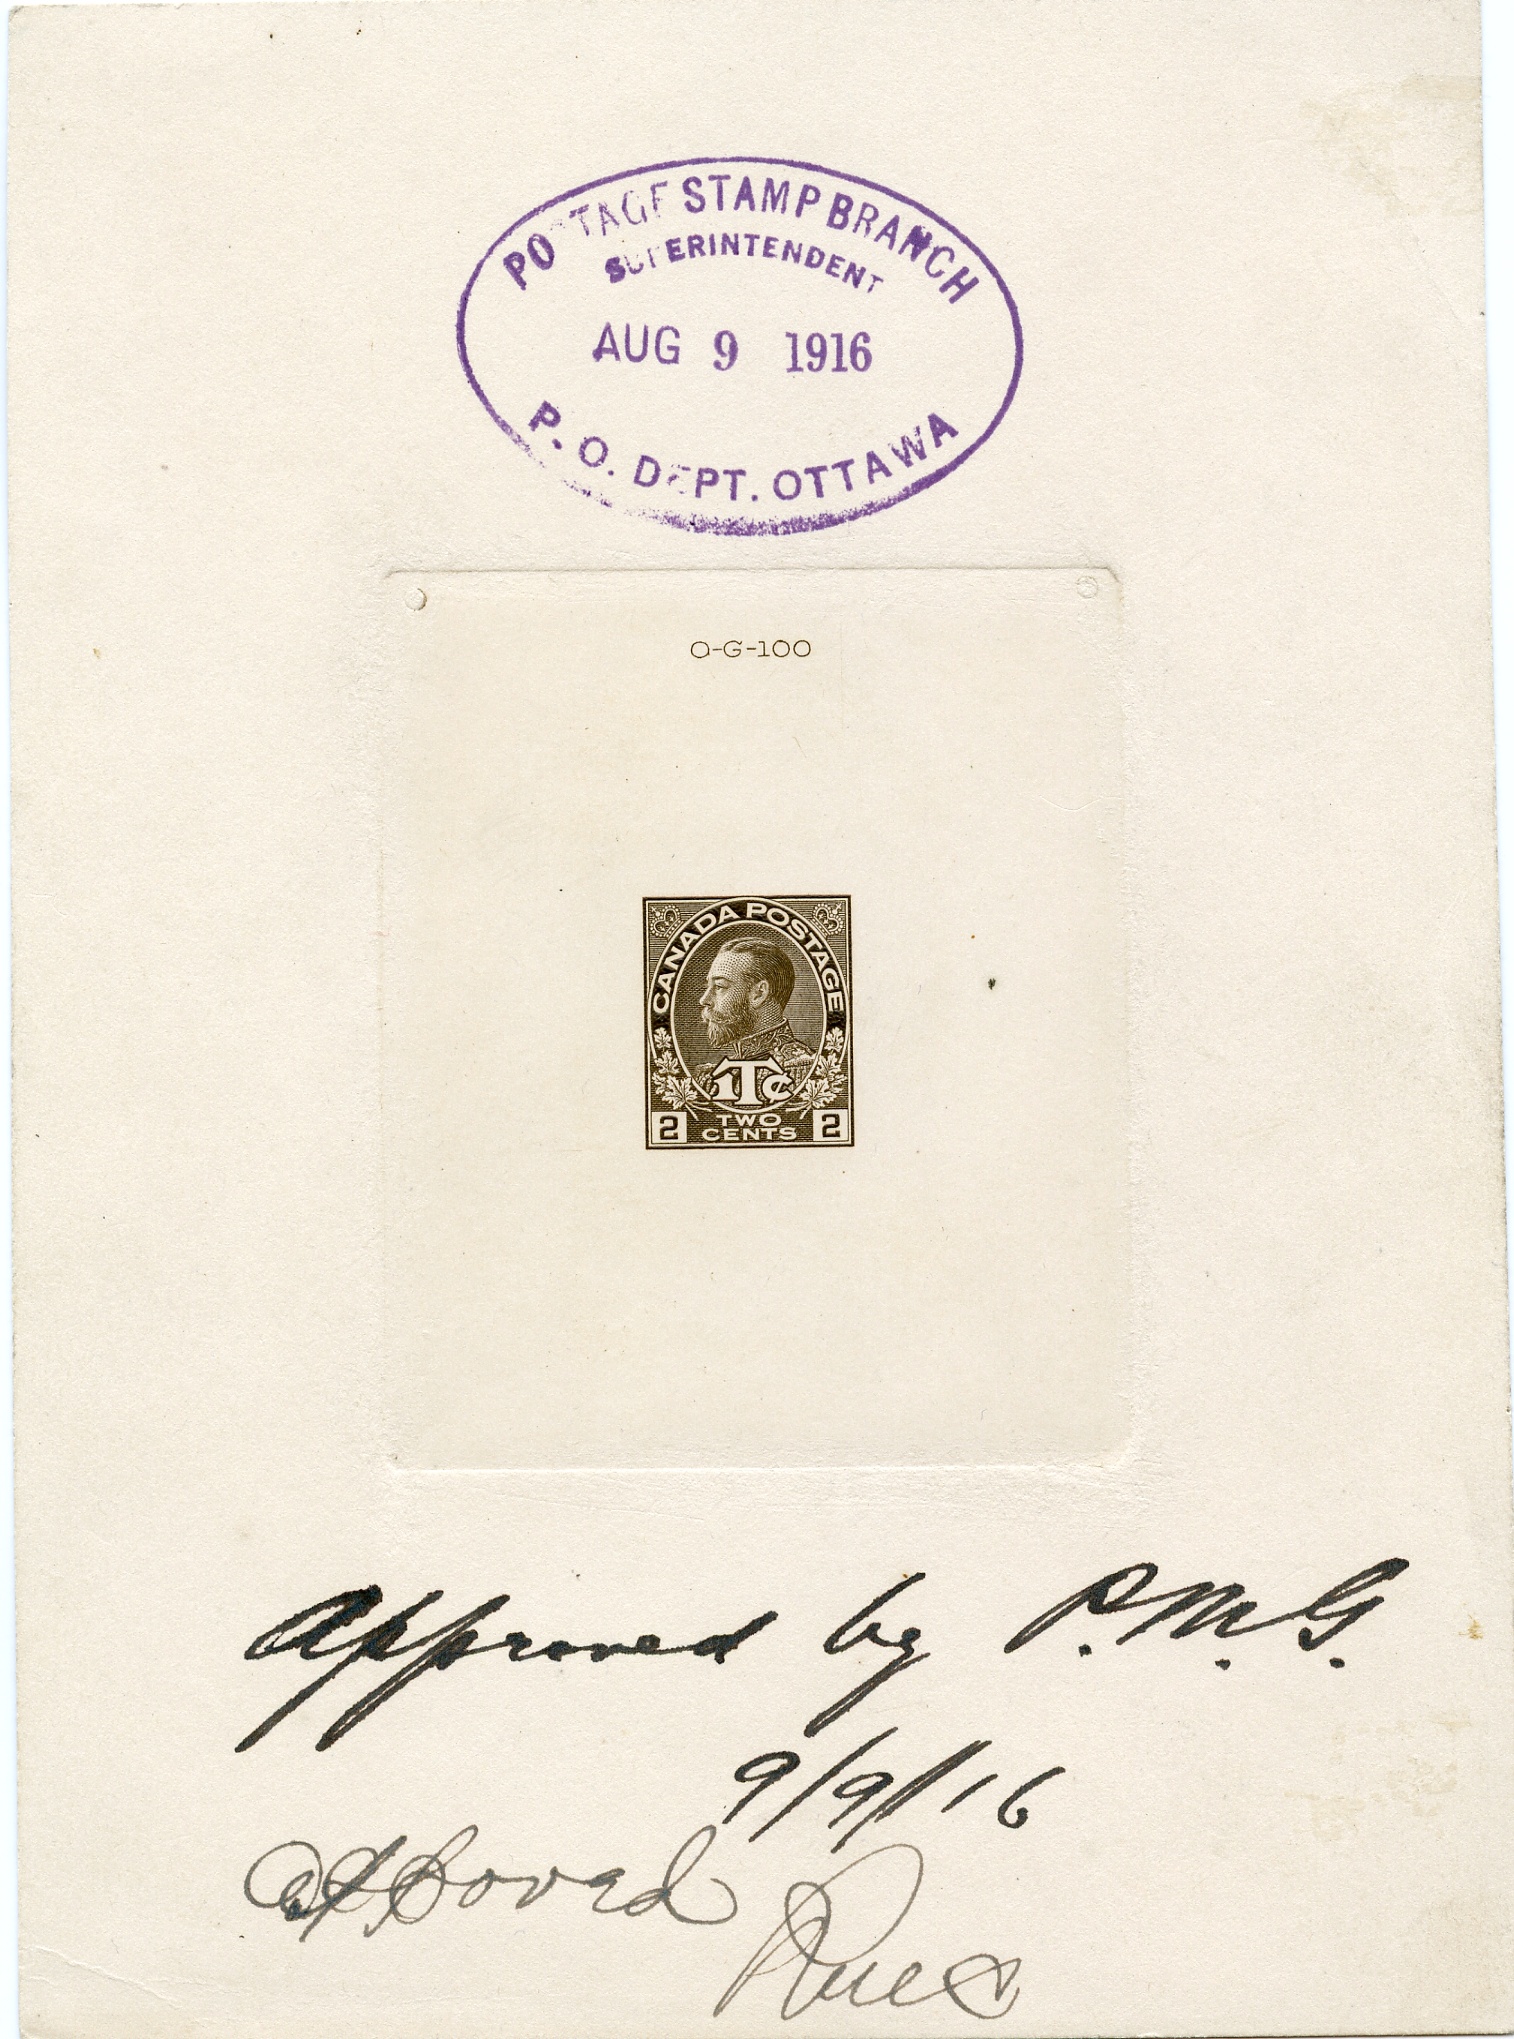 POSTAGE STAMP BRANCH
SUPERINTENDENT
AUG 9 1916
P.O. DEPT. OTTAWA
O-G-100
CANADA POSTAGE
1Tc
2 TWO CENTS 2
Approved by P.M.G.
9/9/16
Approved